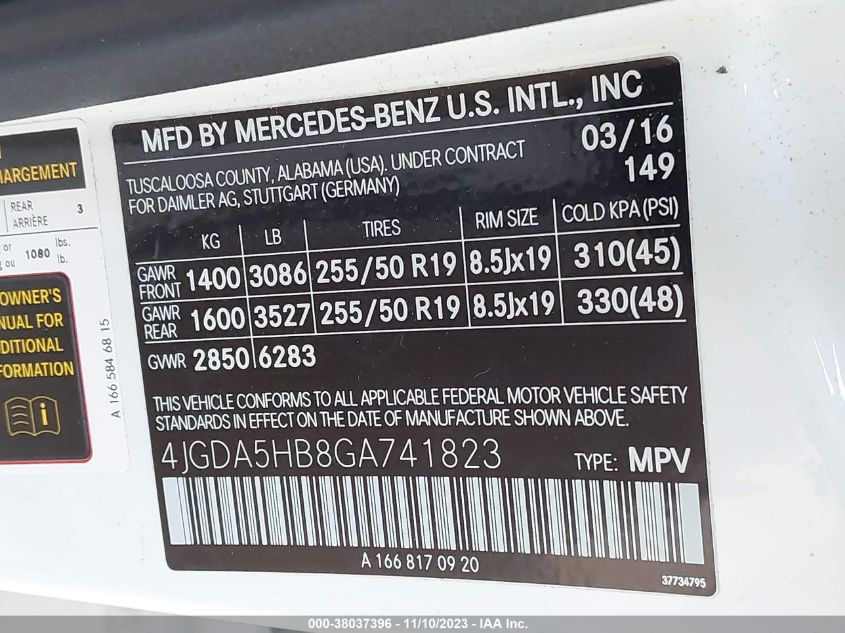 MFD BY MERCEDES-BENZ U.S. INTL., INC
03/16
TUSCALOOSA COUNTY, ALABAMA (USA). UNDER CONTRACT
149
FOR DAIMLER AG, STUTTGART (GERMANY)
KG LB TIRES RIM SIZE COLD KPA (PSI)
GAWR FRONT 1400 3086 255/50 R19 8.5Jx19 310(45)
GAWR REAR 1600 3527 255/50 R19 8.5Jx19 330(48)
GVWR 2850 6283
THIS VEHICLE CONFORMS TO ALL APPLICABLE FEDERAL MOTOR VEHICLE SAFETY
STANDARDS IN EFFECT ON THE DATE OF MANUFACTURE SHOWN ABOVE.
4JGDA5HB8GA741823 TYPE: MPV
A 166 817 09 20
37734795
REAR 3
ARRIÈRE
or 1080 lbs.
ou lb.
OWNER'S
FOR
A 166 584 68 15
000-38037396 - 11/10/2023 - IAA Inc.